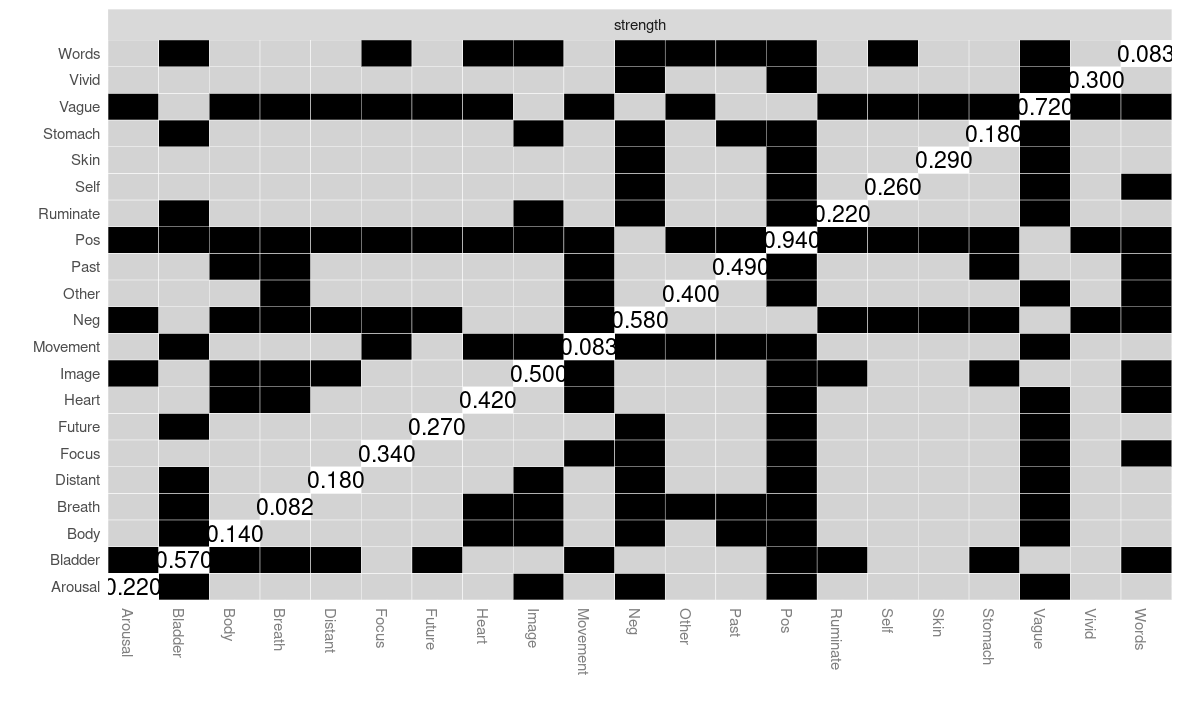 strength
Words 0.083
Vivid 0.300
Vague 0.720
Stomach 0.180
Skin 0.290
Self 0.260
Ruminate 0.220
Pos 0.940
Past 0.490
Other 0.400
Neg 0.580
Movement 0.083
Image 0.500
Heart 0.420
Future 0.270
Focus 0.340
Distant 0.180
Breath 0.082
Body 0.140
Bladder 0.570
Arousal 0.220
Arousal Bladder Body Breath Distant Focus Future Heart Image Movement Neg Other Past Pos Ruminate Self Skin Stomach Vague Vivid Words